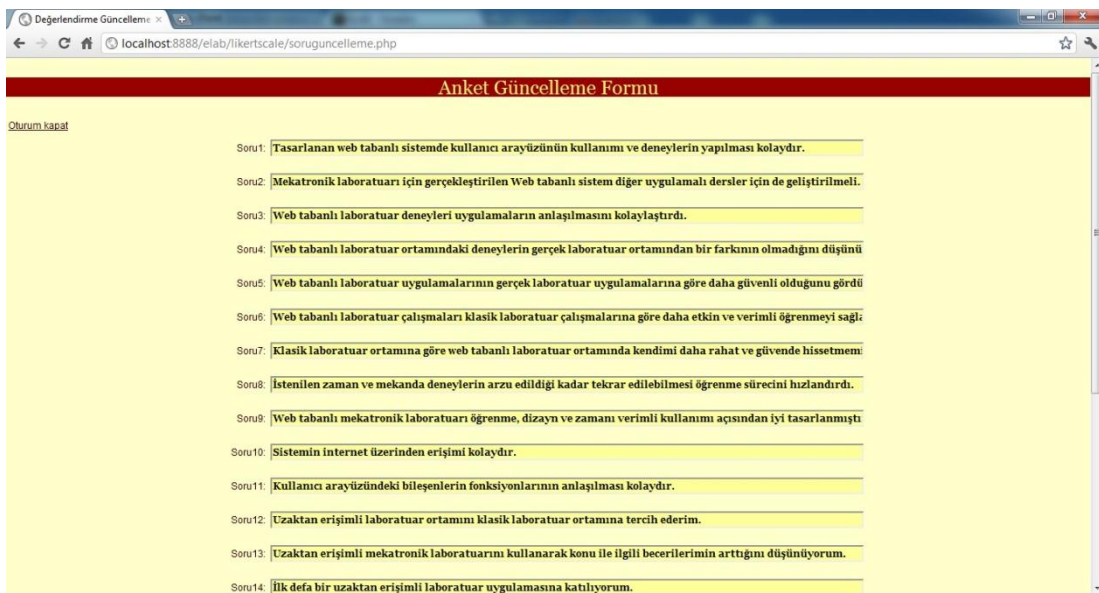 Değerlendirme Güncelleme
localhost:8888/elab/likertscale/soruguncelleme.php
Anket Güncelleme Formu
Oturum kapat
Soru1: Tasarlanan web tabanlı sistemde kullanıcı arayüzünün kullanımı ve deneylerin yapılması kolaydır.
Soru2: Mekatronik laboratuarı için gerçekleştirilen Web tabanlı sistem diğer uygulamalı dersler için de geliştirilmeli.
Soru3: Web tabanlı laboratuar deneyleri uygulamaların anlaşılmasını kolaylaştırdı.
Soru4: Web tabanlı laboratuar ortamındaki deneylerin gerçek laboratuar ortamından bir farkının olmadığını düşünü
Soru5: Web tabanlı laboratuar uygulamalarının gerçek laboratuar uygulamalarına göre daha güvenli olduğunu gördü
Soru6: Web tabanlı laboratuar çalışmaları klasik laboratuar çalışmalarına göre daha etkin ve verimli öğrenmeyi sağla
Soru7: Klasik laboratuar ortamına göre web tabanlı laboratuar ortamında kendimi daha rahat ve güvende hissetmemi
Soru8: İstenilen zaman ve mekanda deneylerin arzu edildiği kadar tekrar edilebilmesi öğrenme sürecini hızlandırdı.
Soru9: Web tabanlı mekatronik laboratuarı öğrenme, dizayn ve zamanı verimli kullanımı açısından iyi tasarlanmıştı
Soru10: Sistemin internet üzerinden erişimi kolaydır.
Soru11: Kullanıcı arayüzündeki bileşenlerin fonksiyonlarının anlaşılması kolaydır.
Soru12: Uzaktan erişimli laboratuar ortamını klasik laboratuar ortamına tercih ederim.
Soru13: Uzaktan erişimli mekatronik laboratuarını kullanarak konu ile ilgili becerilerimin arttığını düşünüyorum.
Soru14: İlk defa bir uzaktan erişimli laboratuar uygulamasına katılıyorum.